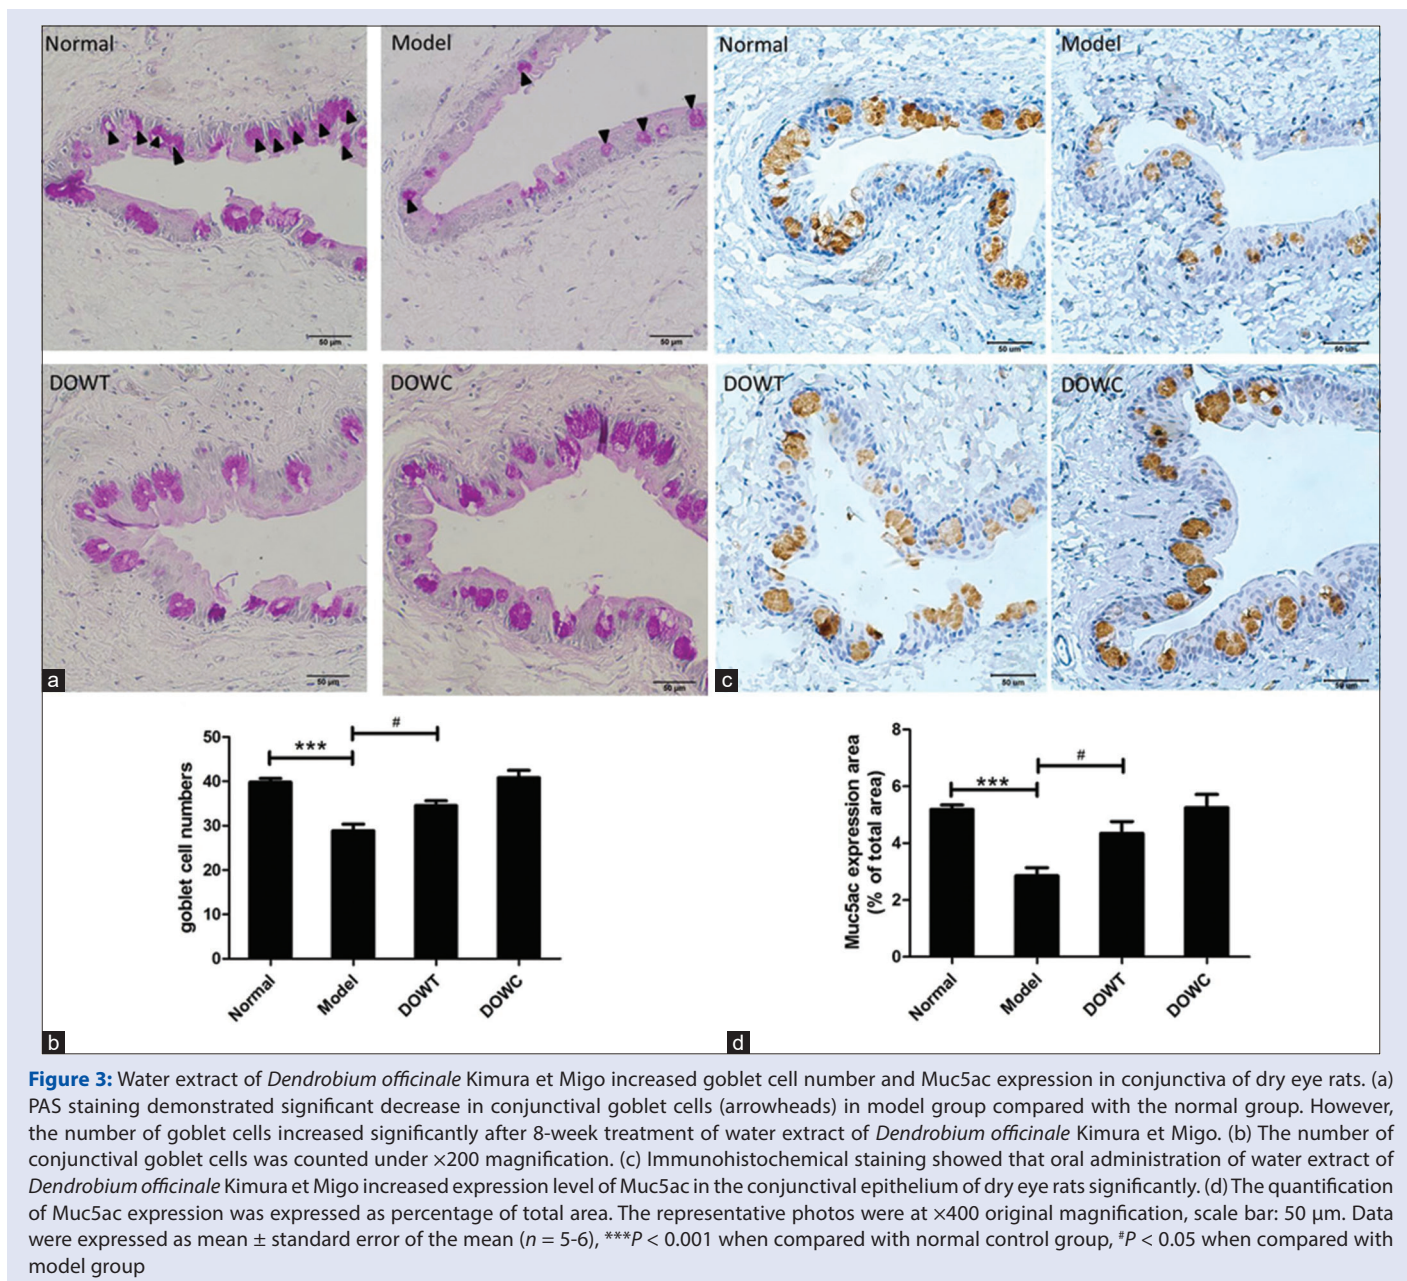 Normal
Model
Normal
Model
50 µm
50 µm
50 um
50 µm
DOWT
DOWC
DOWT
DOWC
50 µm
50 µm
50 um
50 µm
a
c
goblet cell numbers
50
40
30
20
10
0
***
#
Normal
Model
DOWT
DOWC
b
Muc5ac expression area
(% of total area)
8
6
4
2
0
***
#
Normal
Model
DOWT
DOWC
d
Figure 3: Water extract of Dendrobium officinale Kimura et Migo increased goblet cell number and Muc5ac expression in conjunctiva of dry eye rats. (a)
PAS staining demonstrated significant decrease in conjunctival goblet cells (arrowheads) in model group compared with the normal group. However,
the number of goblet cells increased significantly after 8-week treatment of water extract of Dendrobium officinale Kimura et Migo. (b) The number of
conjunctival goblet cells was counted under ×200 magnification. (c) Immunohistochemical staining showed that oral administration of water extract of
Dendrobium officinale Kimura et Migo increased expression level of Muc5ac in the conjunctival epithelium of dry eye rats significantly. (d) The quantification
of Muc5ac expression was expressed as percentage of total area. The representative photos were at ×400 original magnification, scale bar: 50 µm. Data
were expressed as mean ± standard error of the mean (n = 5-6), ***P < 0.001 when compared with normal control group, #P < 0.05 when compared with
model group